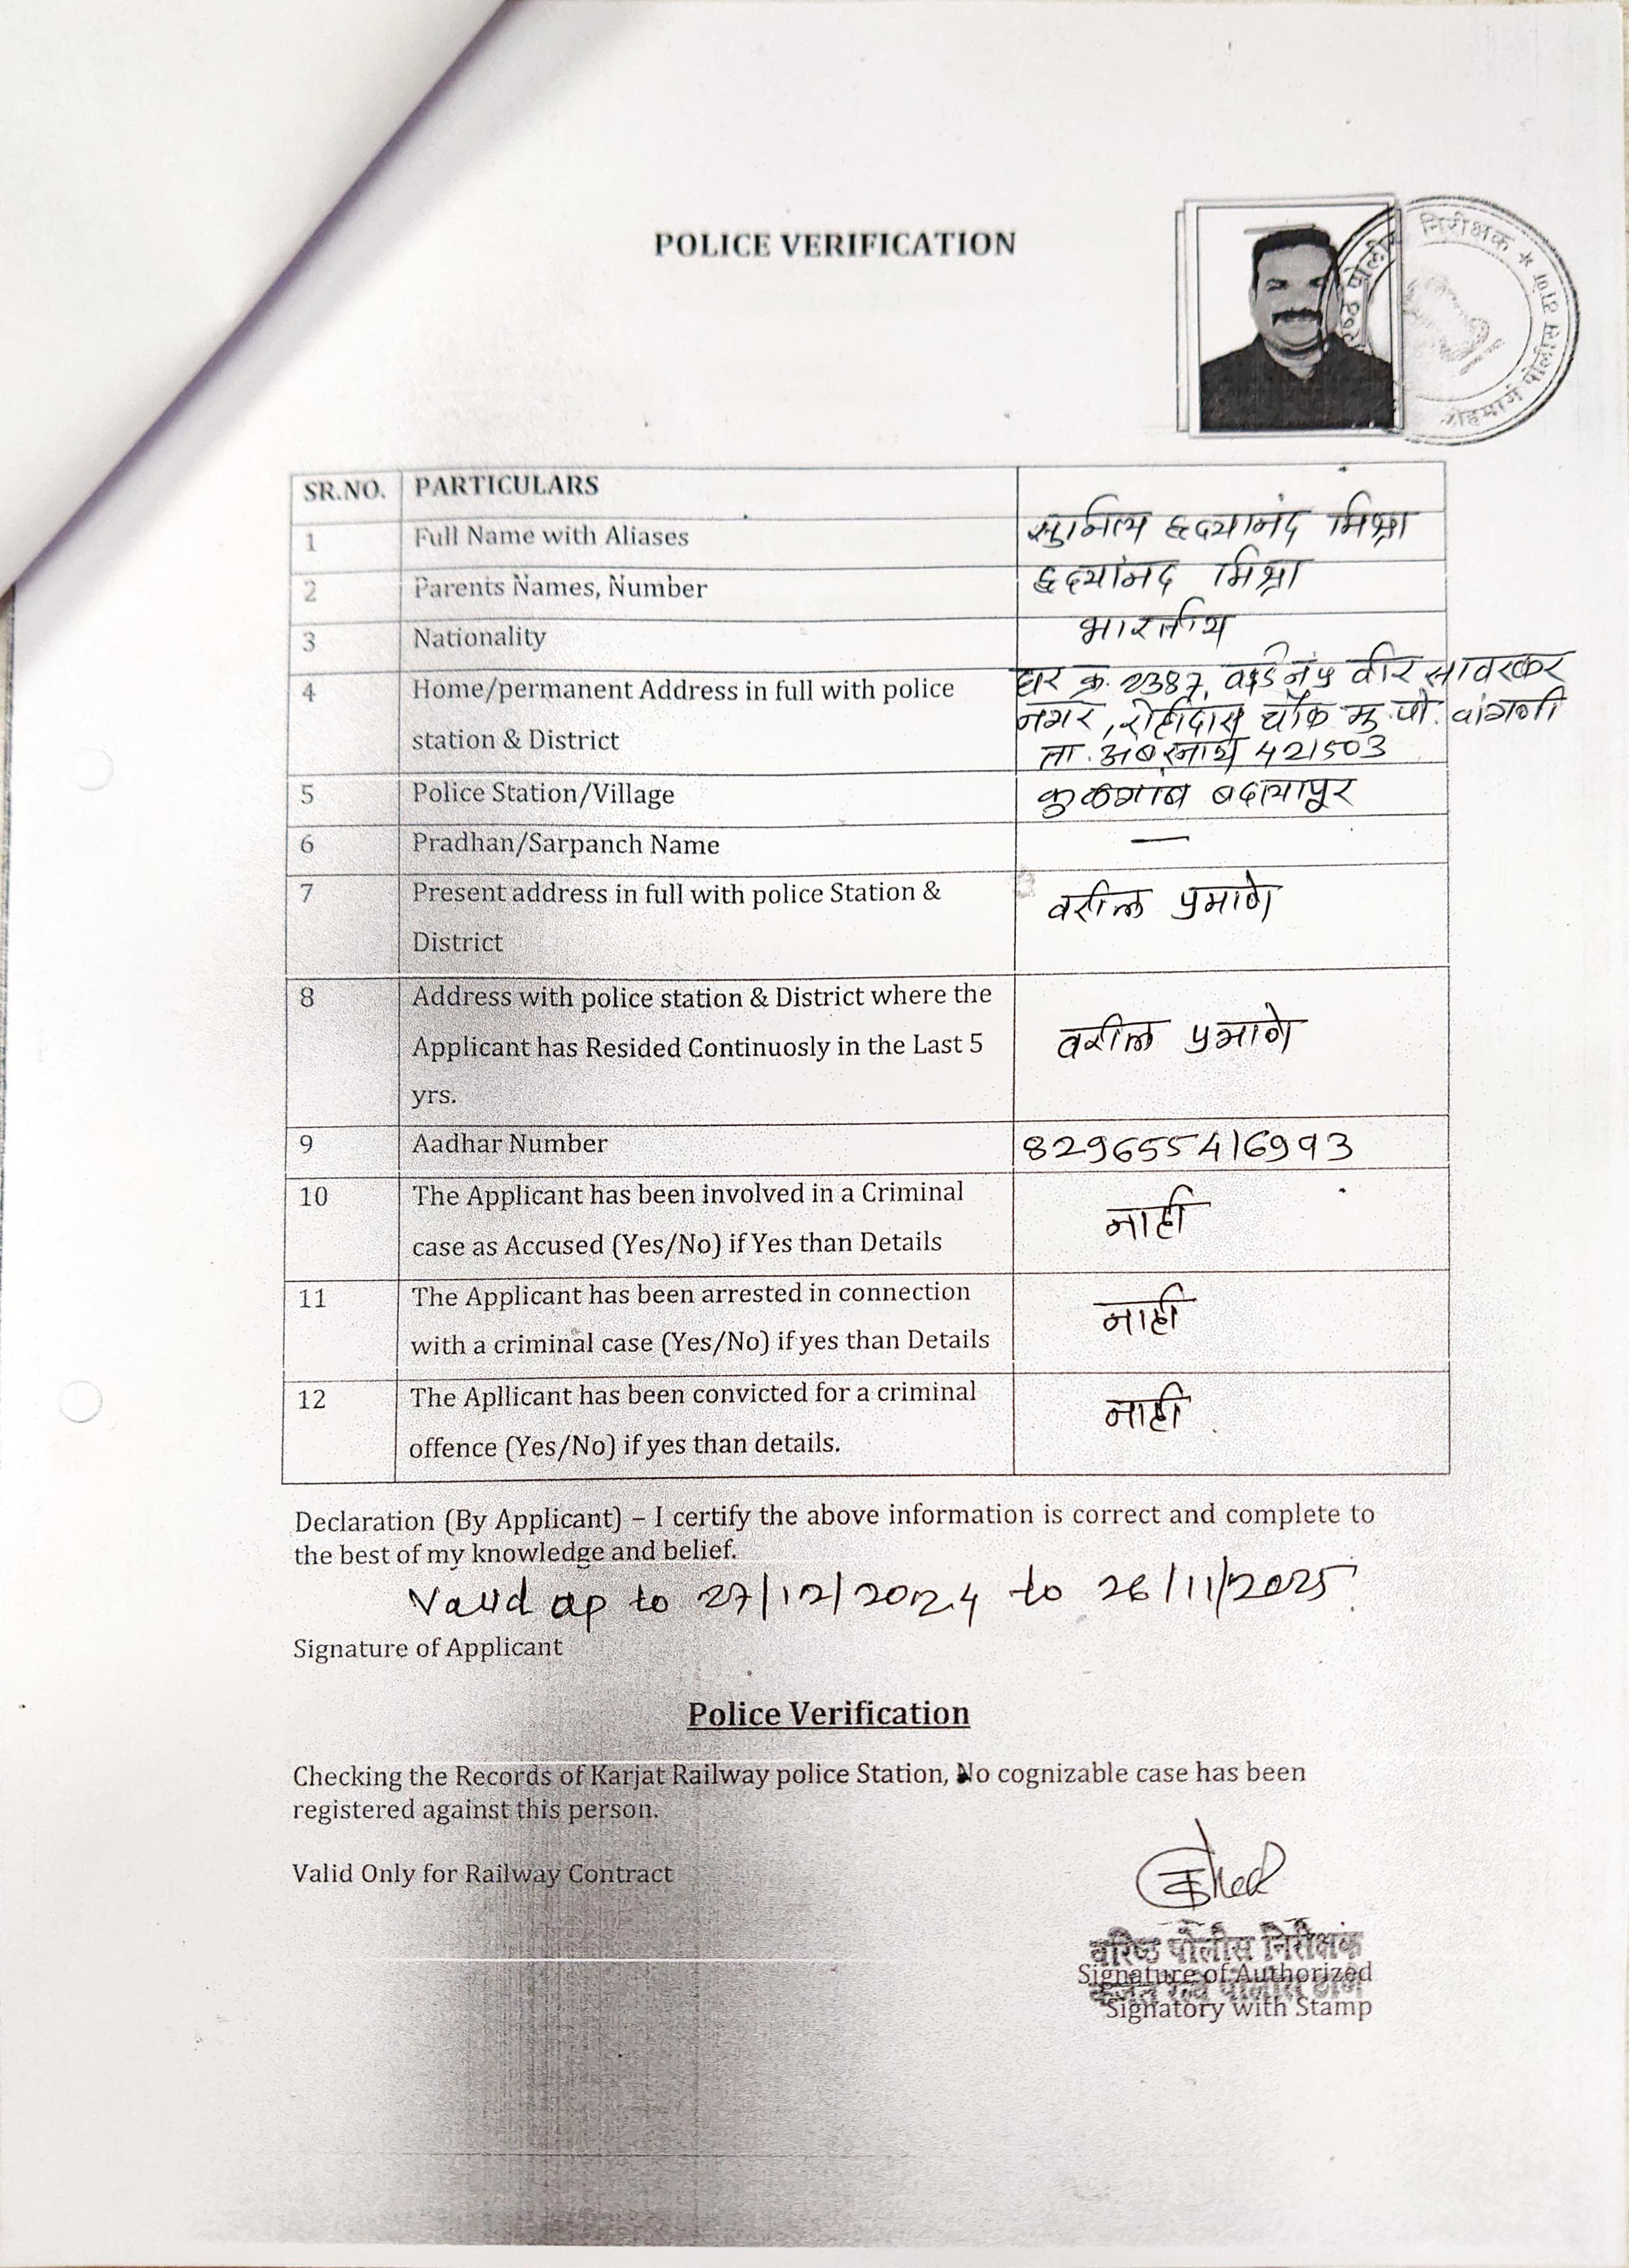 POLICE VERIFICATION
निरीक्षक * लोहमार्ग पोलीस ठाणे
SR.NO. PARTICULARS
1 Full Name with Aliases सुनित्य हृदयानंद मिश्रा
2 Parents Names, Number हृदयांनद मिश्रा
3 Nationality भारतीय
4 Home/permanent Address in full with police घर क्र. 2387, वार्ड नं 5 वीर सावरकर
station & District नगर, रोहीदास चौक मु.पो. वांगणी
ता. अंबरनाथ 421503
5 Police Station/Village कुळगांव बदलापूर
6 Pradhan/Sarpanch Name —
7 Present address in full with police Station & वरील प्रमाणे
District
8 Address with police station & District where the
Applicant has Resided Continuosly in the Last 5 वरील प्रमाणे
yrs.
9 Aadhar Number 829655416993
10 The Applicant has been involved in a Criminal नाही
case as Accused (Yes/No) if Yes than Details
11 The Applicant has been arrested in connection नाही
with a criminal case (Yes/No) if yes than Details
12 The Apllicant has been convicted for a criminal नाही
offence (Yes/No) if yes than details.
Declaration (By Applicant) – I certify the above information is correct and complete to
the best of my knowledge and belief.
Valid up to 27/12/2024 to 26/11/2025.
Signature of Applicant
Police Verification
Checking the Records of Karjat Railway police Station, No cognizable case has been
registered against this person.
Valid Only for Railway Contract
वरिष्ठ पोलीस निरीक्षक
Signature of Authorized
कर्जत रेल्वे पोलीस ठाणे
Signatory with Stamp